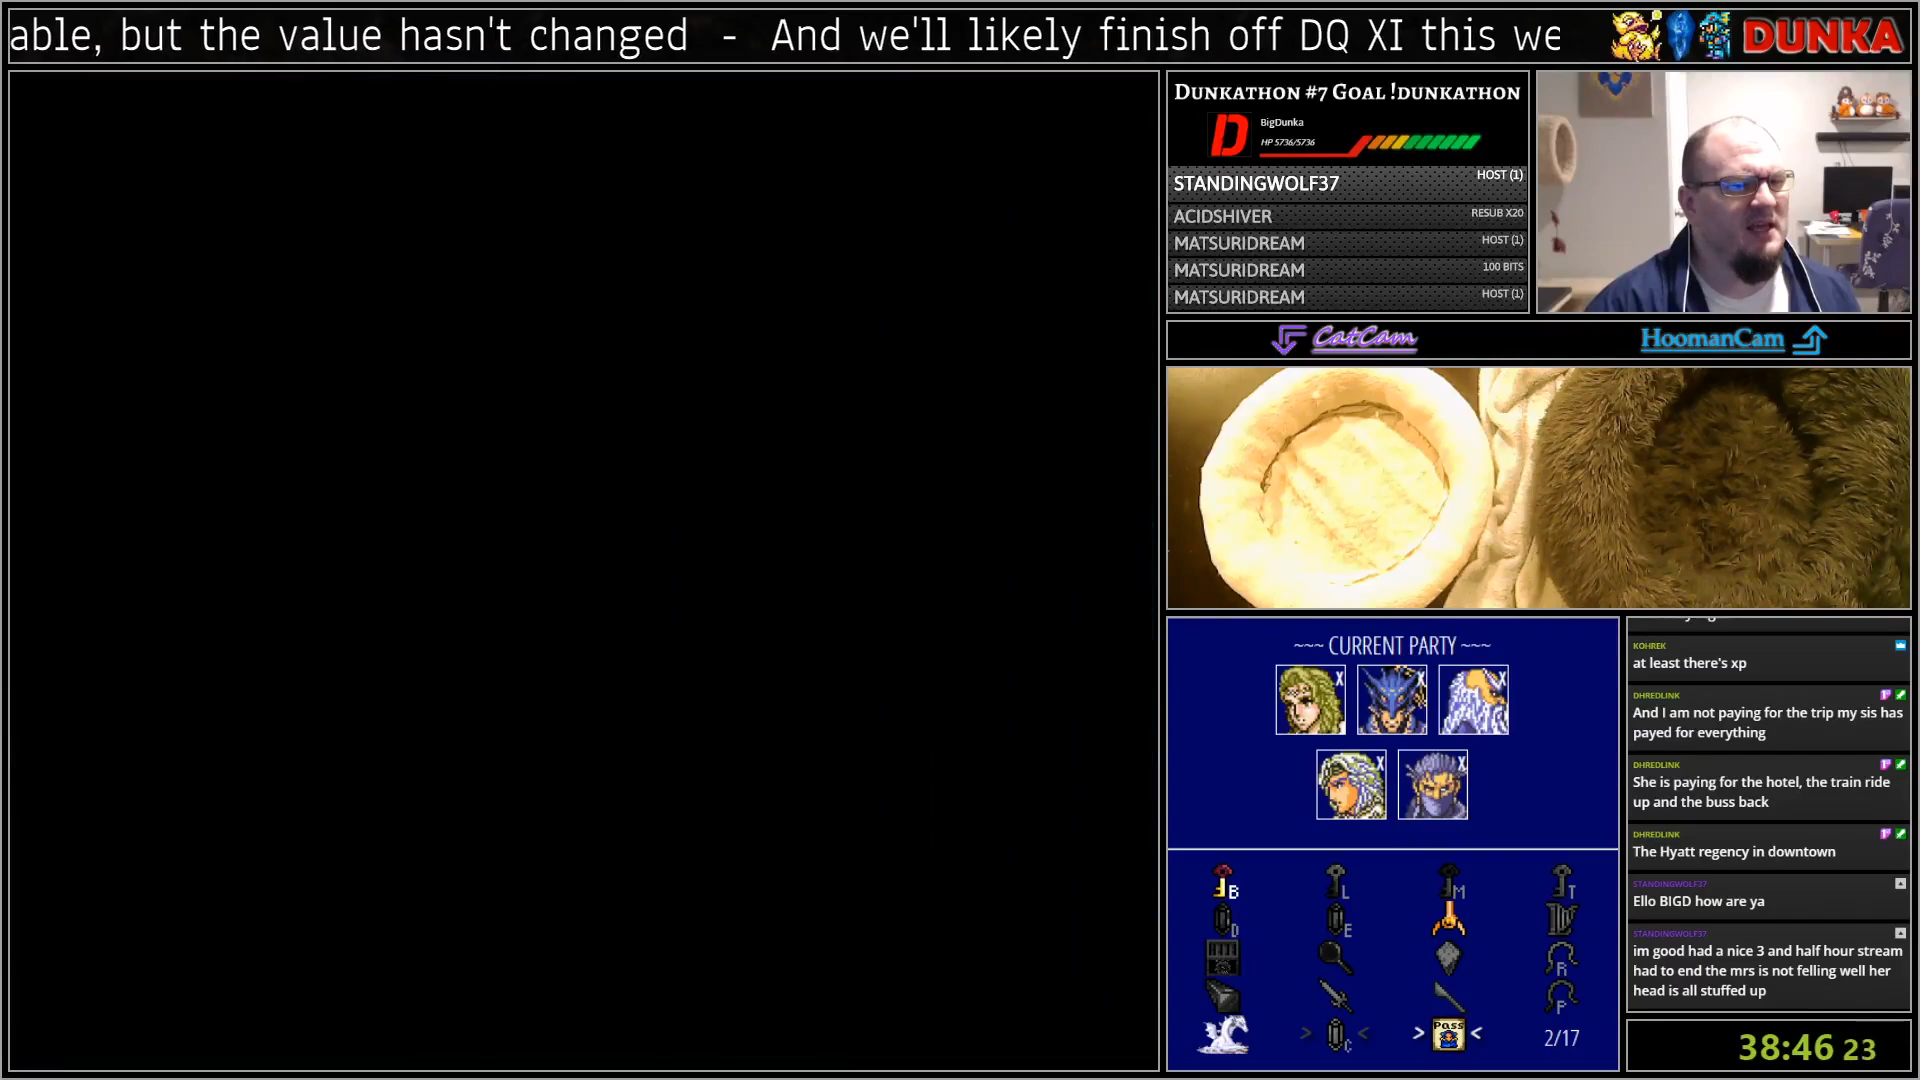 able, but the value hasn't changed - And we'll likely finish off DQ XI this we
DUNKA
Dunkathon #7 Goal !dunkathon
D
BigDunka
HP 5736/5736
STANDINGWOLF37 HOST (1)
ACIDSHIVER RESUB X20
MATSURIDREAM HOST (1)
MATSURIDREAM 100 BITS
MATSURIDREAM HOST (1)
CatCam
HoomanCam
~~~ CURRENT PARTY ~~~
X X X
X X
B L M T
D E
R
P
> C < > PASS < 2/17
KOHREK
at least there's xp
DHREDLINK
And I am not paying for the trip my sis has
payed for everything
DHREDLINK
She is paying for the hotel, the train ride
up and the buss back
DHREDLINK
The Hyatt regency in downtown
STANDINGWOLF37
Ello BIGD how are ya
STANDINGWOLF37
im good had a nice 3 and half hour stream
had to end the mrs is not felling well her
head is all stuffed up
38:46 23